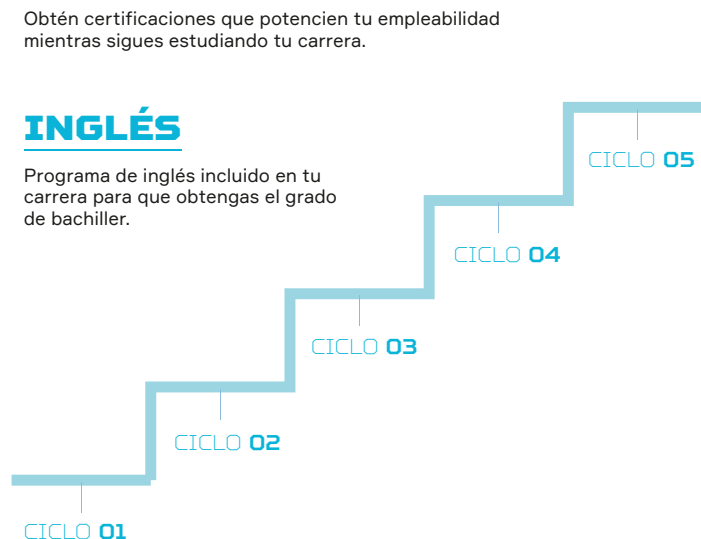 Obtén certificaciones que potencien tu empleabilidad
mientras sigues estudiando tu carrera.
INGLÉS
Programa de inglés incluido en tu
carrera para que obtengas el grado
de bachiller.
CICLO 05
CICLO 04
CICLO 03
CICLO 02
CICLO 01